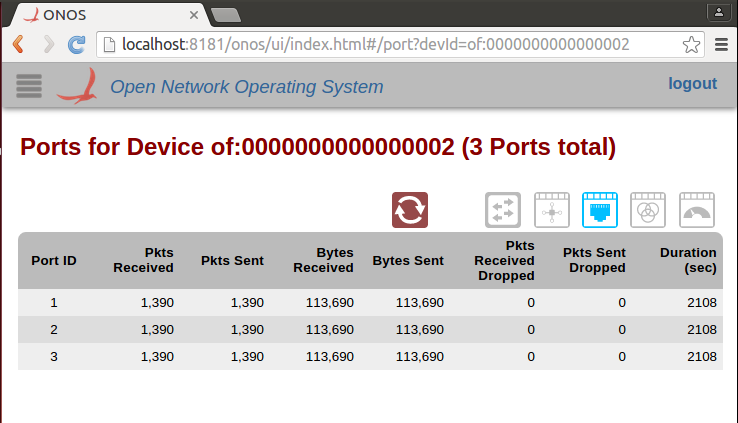 ONOS
localhost:8181/onos/ui/index.html#/port?devId=of:0000000000000002
Open Network Operating System
logout
Ports for Device of:0000000000000002 (3 Ports total)
Port ID Pkts Received Pkts Sent Bytes Received Bytes Sent Pkts Received Dropped Pkts Sent Dropped Duration (sec)
1 1,390 1,390 113,690 113,690 0 0 2108
2 1,390 1,390 113,690 113,690 0 0 2108
3 1,390 1,390 113,690 113,690 0 0 2108